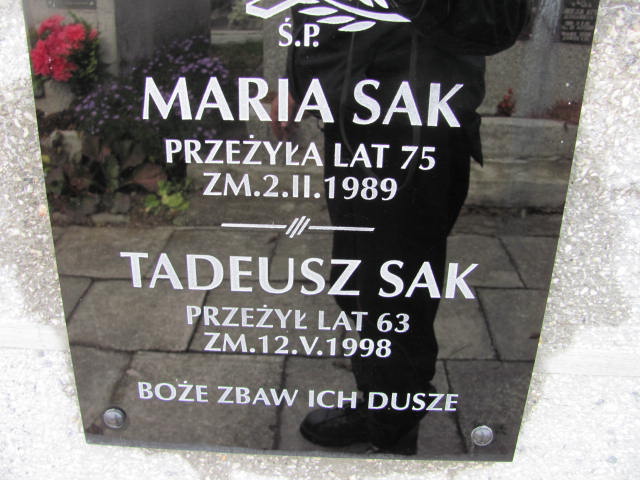 Ś.P.
MARIA SAK
PRZEŻYŁA LAT 75
ZM.2.II.1989
TADEUSZ SAK
PRZEŻYŁ LAT 63
ZM.12.V.1998
BOŻE ZBAW ICH DUSZE